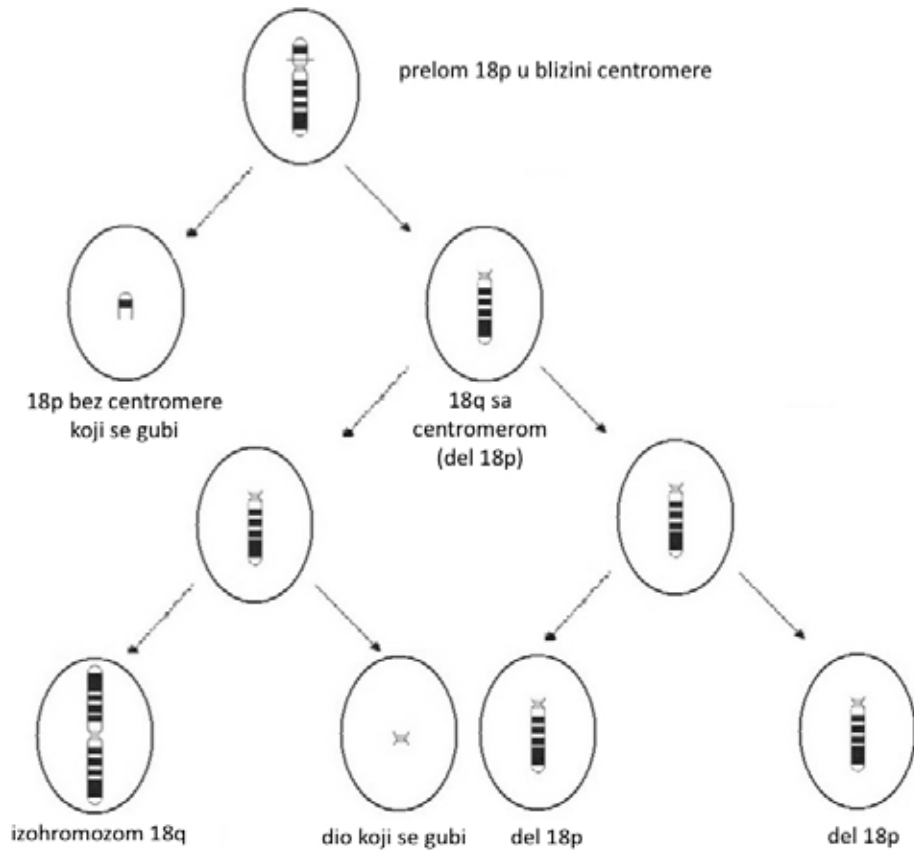 prelom 18p u blizini centromere
18p bez centromere
koji se gubi
18q sa
centromerom
(del 18p)
izohromozom 18q
dio koji se gubi
del 18p
del 18p